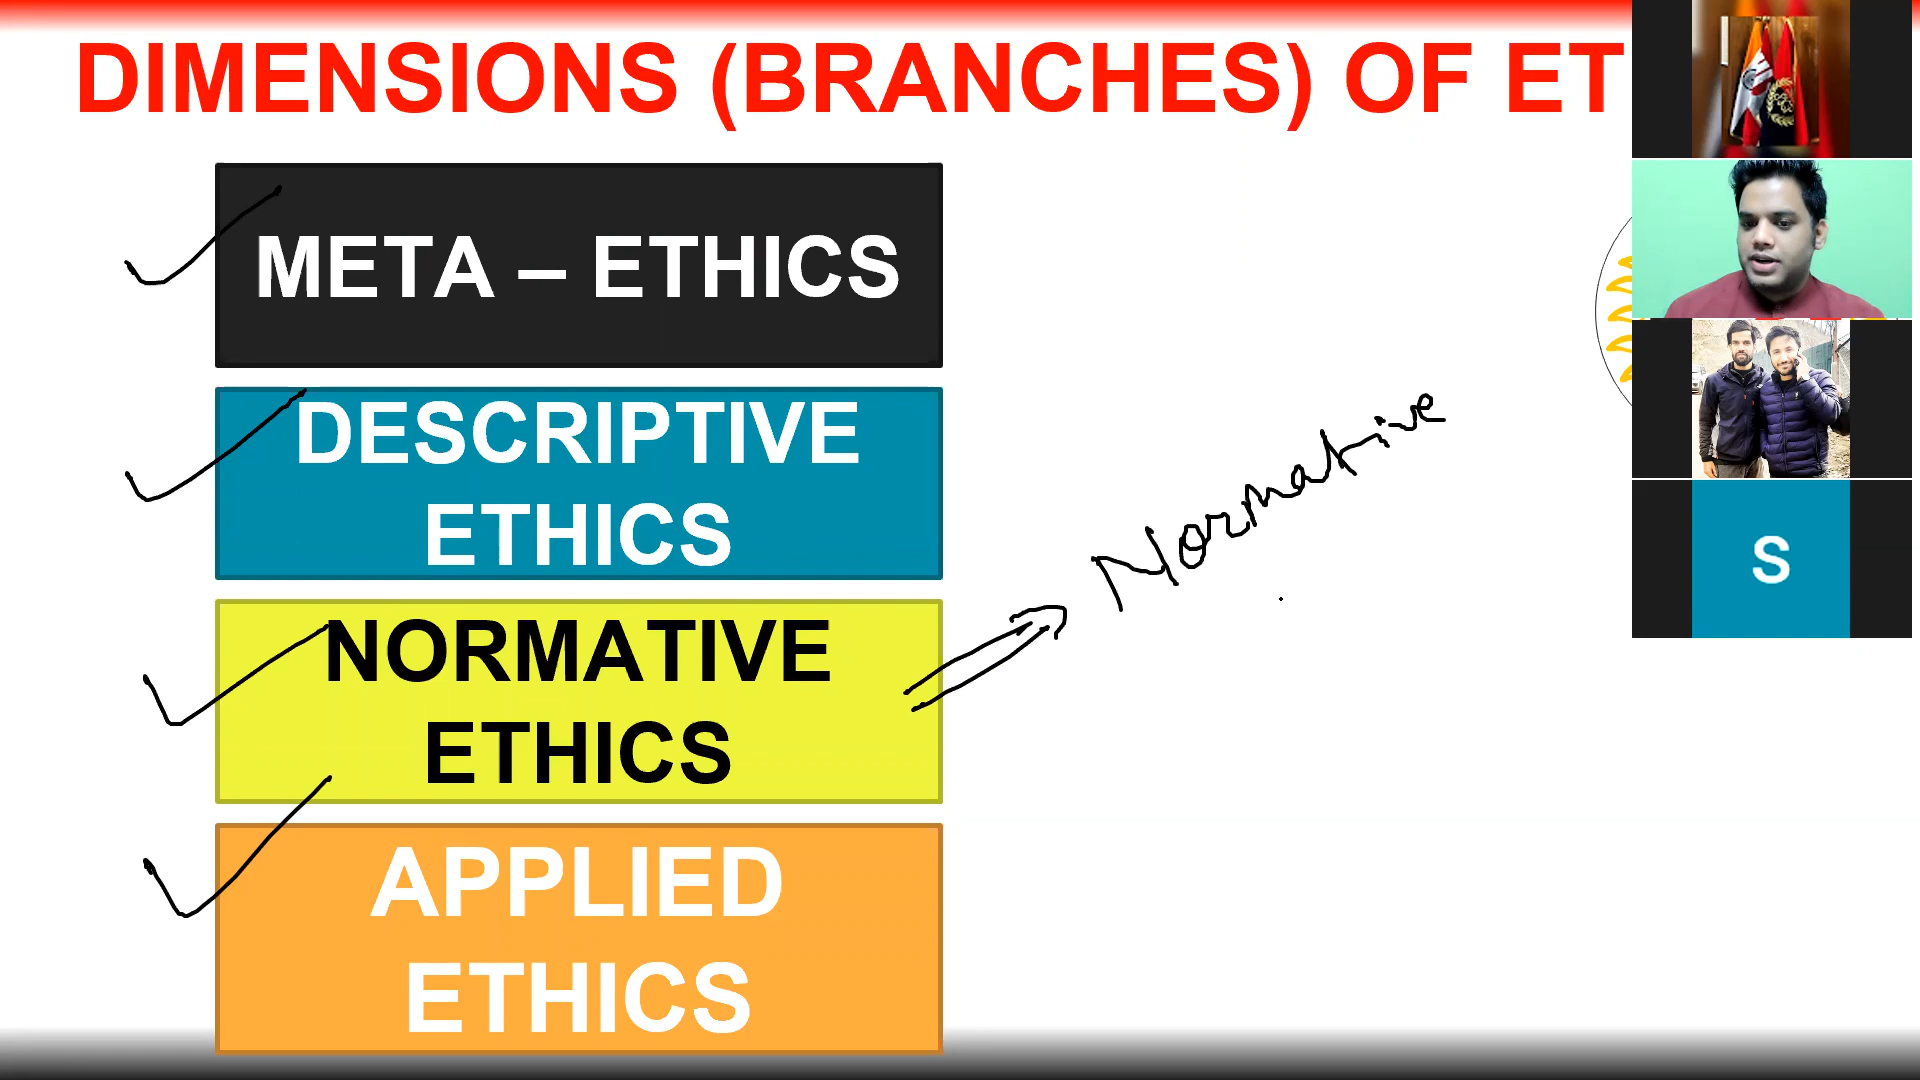 DIMENSIONS (BRANCHES) OF ET
META – ETHICS
DESCRIPTIVE
ETHICS
NORMATIVE
ETHICS
APPLIED
ETHICS
Normative
S